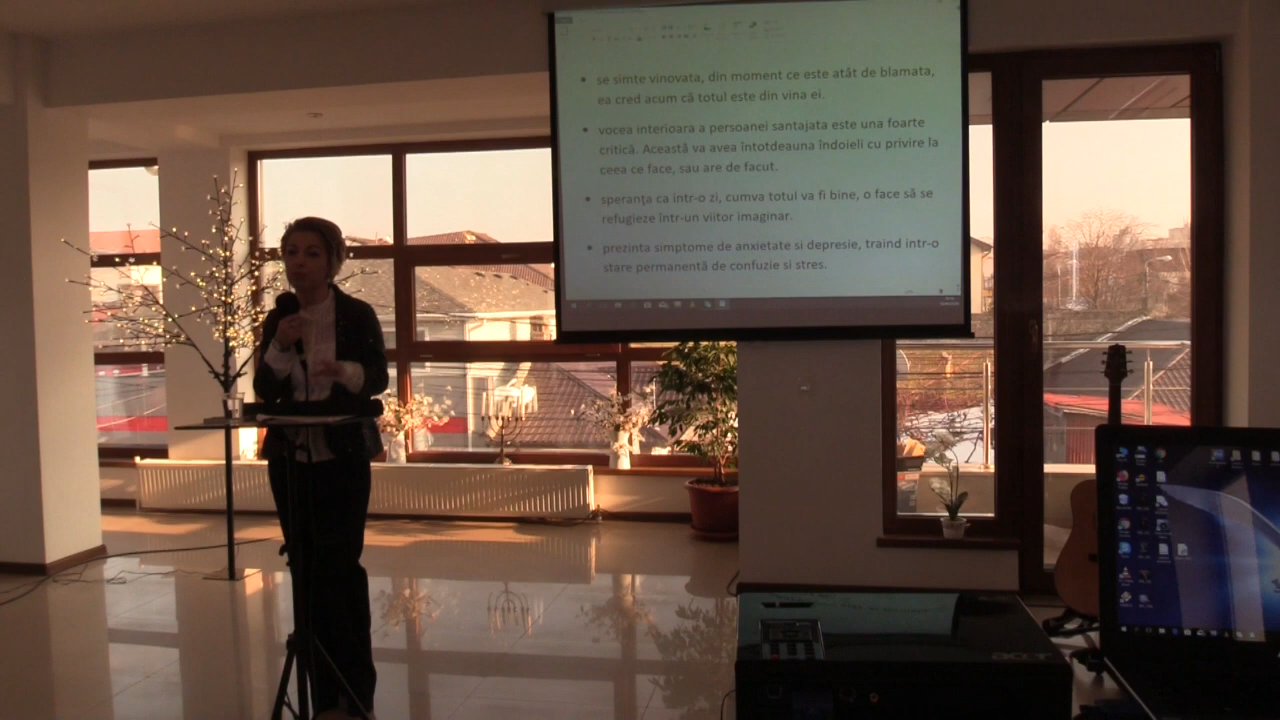 se simte vinovata, din moment ce este atât de blamata,
ea cred acum că totul este din vina ei.
vocea interioara a persoanei santajata este una foarte
critică. Această va avea întotdeauna îndoieli cu privire la
ceea ce face, sau are de facut.
speranța ca intr-o zi, cumva totul va fi bine, o face să se
refugieze într-un viitor imaginar.
prezinta simptome de anxietate si depresie, traind intr-o
stare permanentă de confuzie si stres.
acer